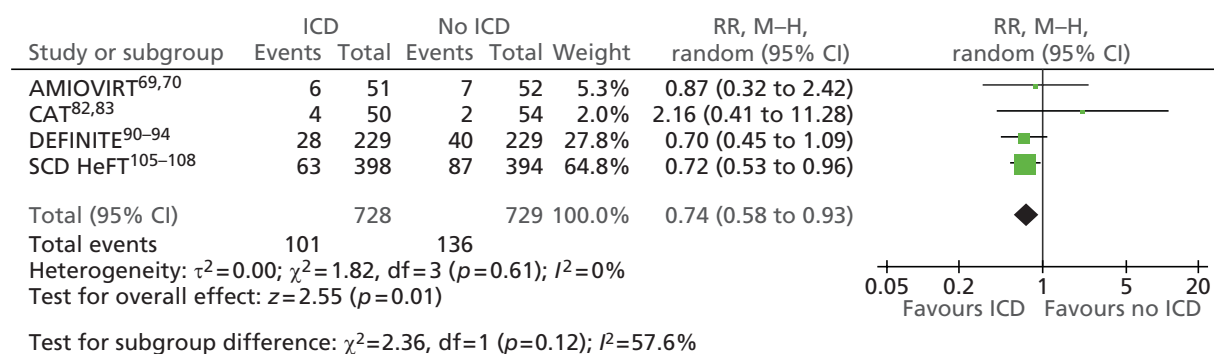 ICD No ICD RR, M–H, RR, M–H,
Study or subgroup Events Total Events Total Weight random (95% CI) random (95% CI)
AMIOVIRT69,70 6 51 7 52 5.3% 0.87 (0.32 to 2.42)
CAT82,83 4 50 2 54 2.0% 2.16 (0.41 to 11.28)
DEFINITE90–94 28 229 40 229 27.8% 0.70 (0.45 to 1.09)
SCD HeFT105–108 63 398 87 394 64.8% 0.72 (0.53 to 0.96)
Total (95% CI) 728 729 100.0% 0.74 (0.58 to 0.93)
Total events 101 136
Heterogeneity: τ2=0.00; χ2=1.82, df=3 (p=0.61); I2=0%
Test for overall effect: z=2.55 (p=0.01)
Test for subgroup difference: χ2=2.36, df=1 (p=0.12); I2=57.6%
0.05 0.2 1 5 20
Favours ICD Favours no ICD